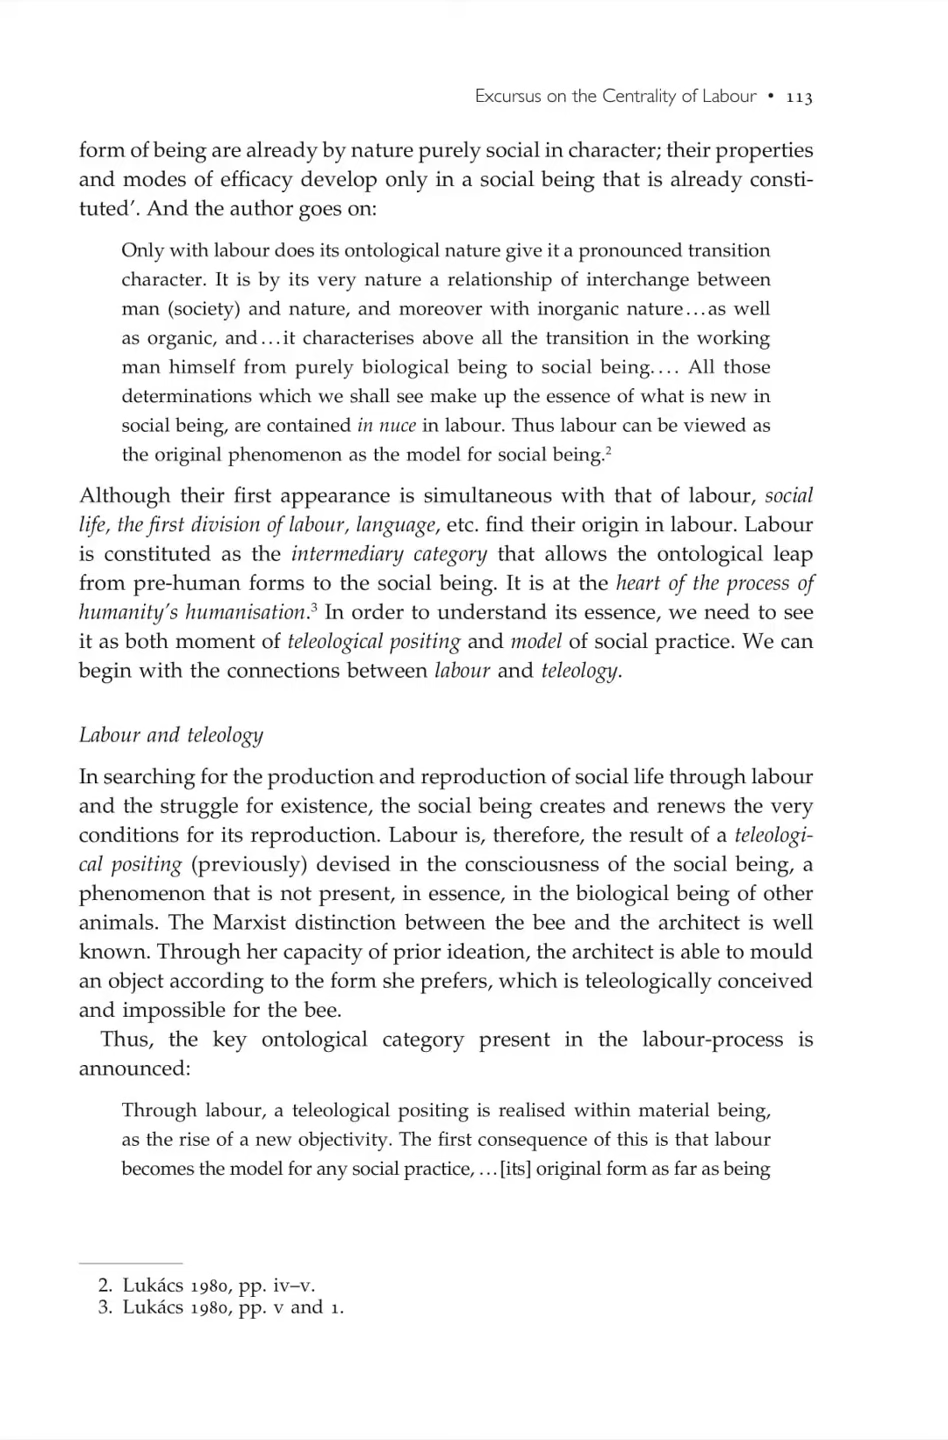 Excursus on the Centrality of Labour • 113
form of being are already by nature purely social in character; their properties
and modes of efficacy develop only in a social being that is already consti-
tuted’. And the author goes on:
Only with labour does its ontological nature give it a pronounced transition
character. It is by its very nature a relationship of interchange between
man (society) and nature, and moreover with inorganic nature…as well
as organic, and…it characterises above all the transition in the working
man himself from purely biological being to social being.… All those
determinations which we shall see make up the essence of what is new in
social being, are contained in nuce in labour. Thus labour can be viewed as
the original phenomenon as the model for social being.²
Although their first appearance is simultaneous with that of labour, social
life, the first division of labour, language, etc. find their origin in labour. Labour
is constituted as the intermediary category that allows the ontological leap
from pre-human forms to the social being. It is at the heart of the process of
humanity’s humanisation.³ In order to understand its essence, we need to see
it as both moment of teleological positing and model of social practice. We can
begin with the connections between labour and teleology.
Labour and teleology
In searching for the production and reproduction of social life through labour
and the struggle for existence, the social being creates and renews the very
conditions for its reproduction. Labour is, therefore, the result of a teleologi-
cal positing (previously) devised in the consciousness of the social being, a
phenomenon that is not present, in essence, in the biological being of other
animals. The Marxist distinction between the bee and the architect is well
known. Through her capacity of prior ideation, the architect is able to mould
an object according to the form she prefers, which is teleologically conceived
and impossible for the bee.
Thus, the key ontological category present in the labour-process is
announced:
Through labour, a teleological positing is realised within material being,
as the rise of a new objectivity. The first consequence of this is that labour
becomes the model for any social practice, …[its] original form as far as being
2. Lukács 1980, pp. iv–v.
3. Lukács 1980, pp. v and 1.